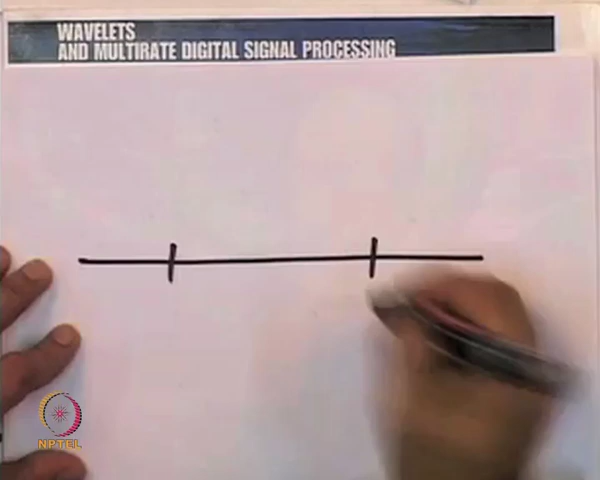 WAVELETS
AND MULTIRATE DIGITAL SIGNAL PROCESSING
NPTEL